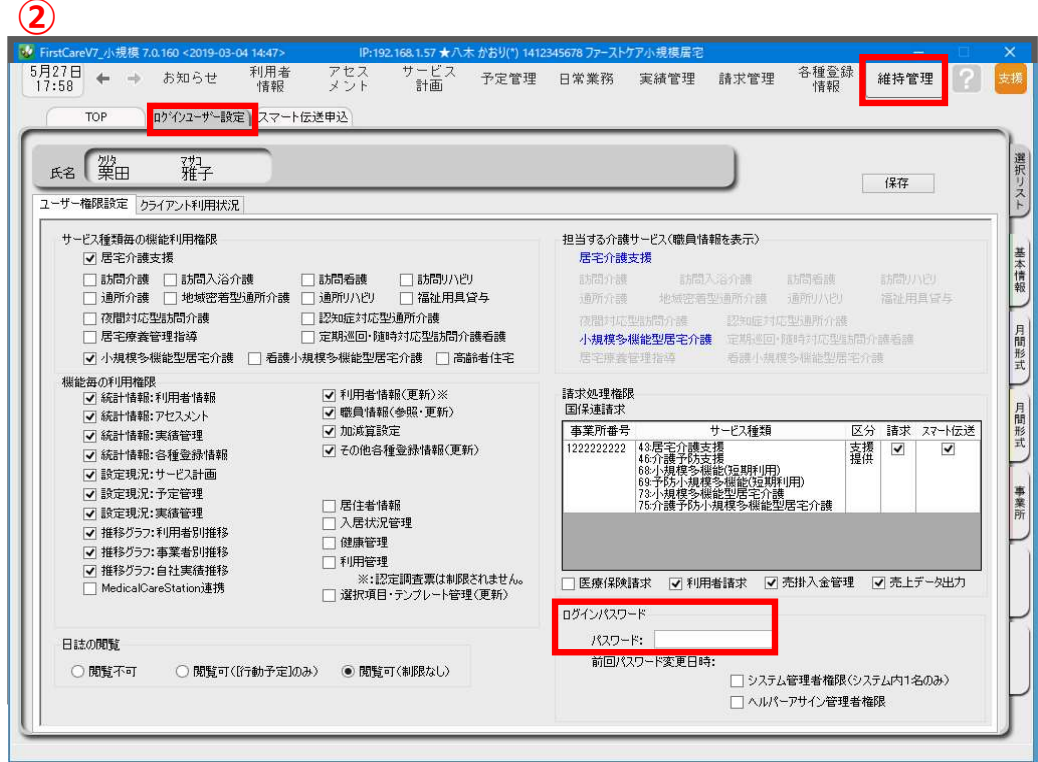 ②
FirstCareV7_小規模 7.0.160 <2019-03-04 14:47> IP:192.168.1.57 ★八木 かおり(*) 1412345678 ファーストケア小規模居宅
5月27日 17:58 お知らせ 利用者情報 アセスメント サービス計画 予定管理 日常業務 実績管理 請求管理 各種登録情報 維持管理 ? 支援
TOP ログインユーザー設定 スマート伝送申込
クリタ マサコ
氏名 栗田 雅子
保存
ユーザー権限設定 クライアント利用状況
サービス種類毎の機能利用権限
居宅介護支援
訪問介護 訪問入浴介護 訪問看護 訪問リハビリ
通所介護 地域密着型通所介護 通所リハビリ 福祉用具貸与
夜間対応型訪問介護 認知症対応型通所介護
居宅療養管理指導 定期巡回・随時対応型訪問介護看護
小規模多機能型居宅介護 看護小規模多機能型居宅介護 高齢者住宅
機能毎の利用権限
統計情報:利用者情報
統計情報:アセスメント
統計情報:実績管理
統計情報:各種登録情報
設定現況:サービス計画
設定現況:予定管理
設定現況:実績管理
推移グラフ:利用者別推移
推移グラフ:事業者別推移
推移グラフ:自社実績推移
MedicalCareStation連携
利用者情報(更新)※
職員情報(参照・更新)
加減算設定
その他各種登録情報(更新)
居住者情報
入居状況管理
健康管理
利用管理
※:認定調査票は制限されません。
選択項目・テンプレート管理(更新)
日誌の閲覧
閲覧不可 閲覧可([行動予定]のみ) 閲覧可(制限なし)
担当する介護サービス(職員情報を表示)
居宅介護支援
訪問介護 訪問入浴介護 訪問看護 訪問リハビリ
通所介護 地域密着型通所介護 通所リハビリ 福祉用具貸与
夜間対応型訪問介護 認知症対応型通所介護
小規模多機能型居宅介護 定期巡回・随時対応型訪問介護看護
居宅療養管理指導 看護小規模多機能型居宅介護
請求処理権限
国保連請求
事業所番号 サービス種類 区分 請求 スマート伝送
1222222222 43:居宅介護支援 支援
46:介護予防支援 提供
68:小規模多機能(短期利用)
69:予防小規模多機能(短期利用)
73:小規模多機能型居宅介護
75:介護予防小規模多機能型居宅介護
医療保険請求 利用者請求 売掛入金管理 売上データ出力
ログインパスワード
パスワード:
前回パスワード変更日時:
システム管理者権限(システム内1名のみ)
ヘルパーアサイン管理者権限
選択リスト
基本情報
月間形式
月間形式
事業所